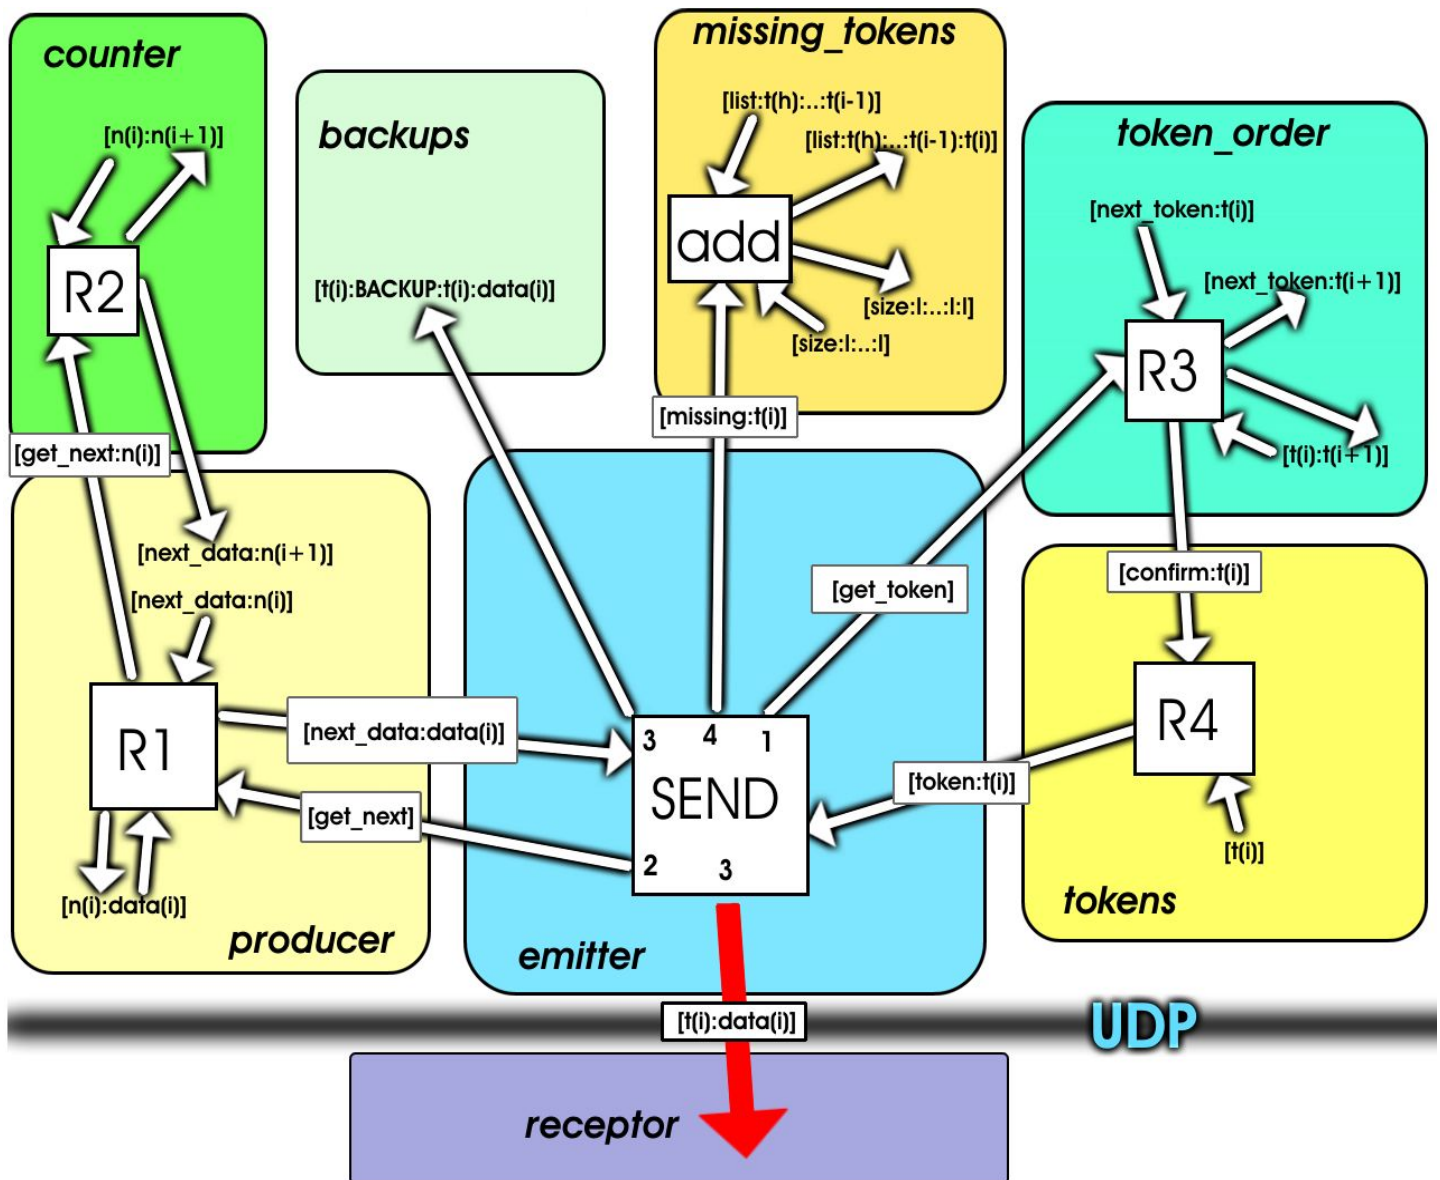 counter
[n(i):n(i+1)]
R2
[get_next:n(i)]
backups
[t(i):BACKUP:t(i):data(i)]
missing_tokens
[list:t(h):..:t(i-1)]
[list:t(h):..:t(i-1):t(i)]
add
[size:l:..:l:l]
[size:l:..:l]
[missing:t(i)]
token_order
[next_token:t(i)]
[next_token:t(i+1)]
R3
[t(i):t(i+1)]
[confirm:t(i)]
[get_token]
[next_data:n(i+1)]
[next_data:n(i)]
R1
[next_data:data(i)]
[get_next]
[n(i):data(i)]
producer
3 4 1
SEND
2 3
emitter
[token:t(i)]
R4
[t(i)]
tokens
[t(i):data(i)]
UDP
receptor